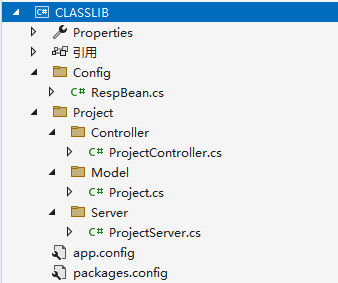 C# CLASSLIB
Properties
引用
Config
C# RespBean.cs
Project
Controller
C# ProjectController.cs
Model
C# Project.cs
Server
C# ProjectServer.cs
app.config
packages.config